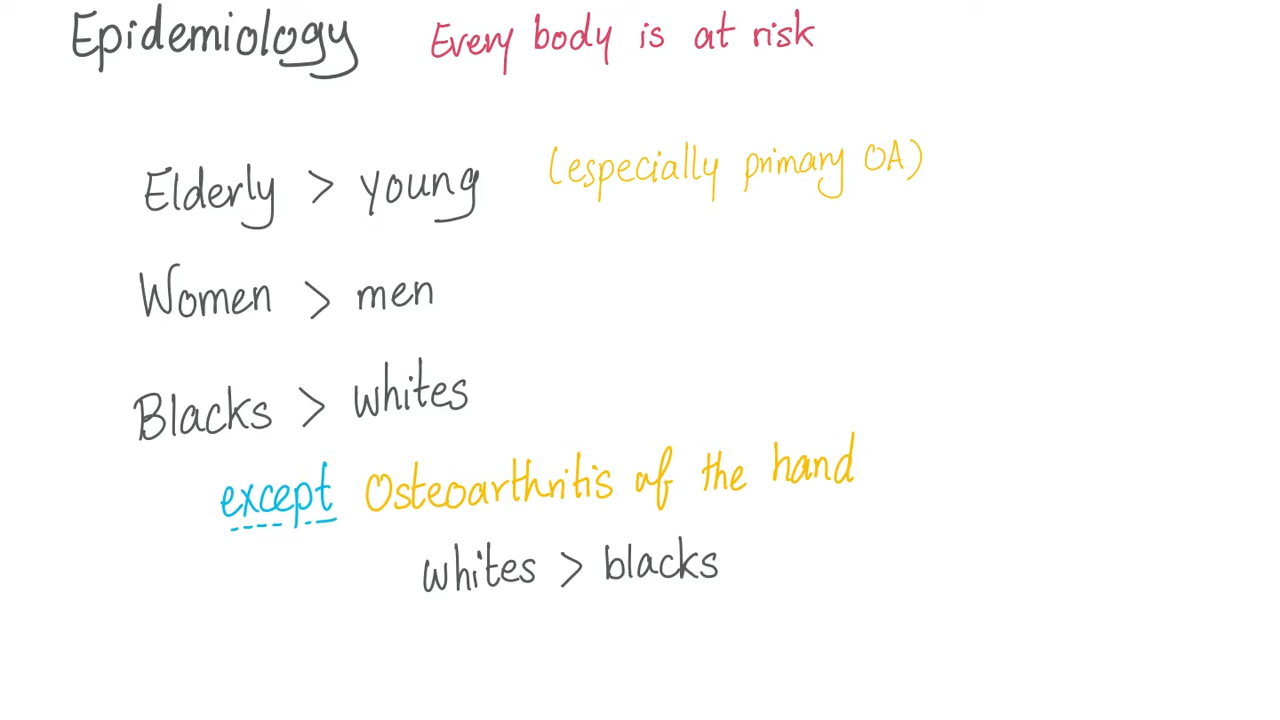 Epidemiology Every body is at risk
Elderly > young (especially primary OA)
Women > men
Blacks > whites
except Osteoarthritis of the hand
whites > blacks